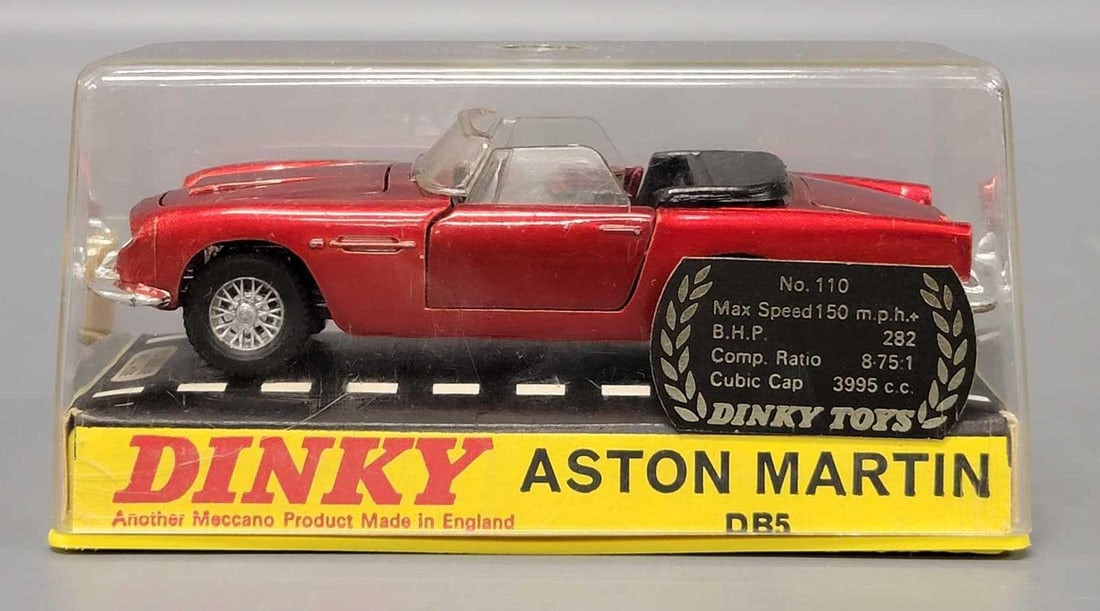 No. 110
Max Speed 150 m.p.h.+
B.H.P. 282
Comp. Ratio 8·75:1
Cubic Cap 3995 c.c.
DINKY TOYS
DINKY
Another Meccano Product Made in England
ASTON MARTIN
DB5